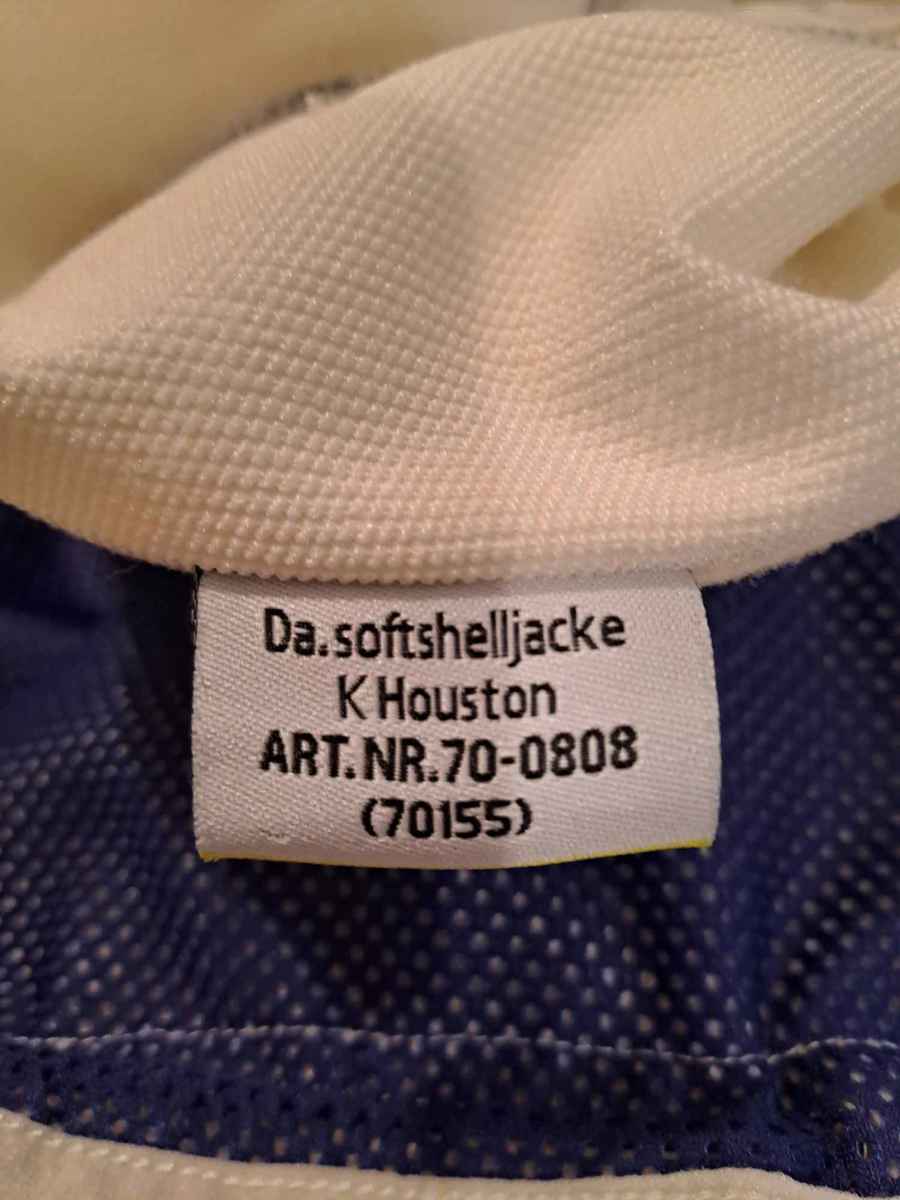 Da.softshelljacke
K Houston
ART.NR.70-0808
(70155)